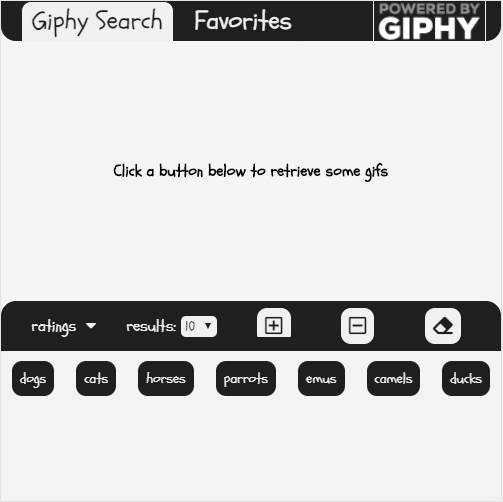 Giphy Search Favorites POWERED BY
GIPHY
Click a button below to retrieve some gifs
ratings results: 10
dogs cats horses parrots emus camels ducks